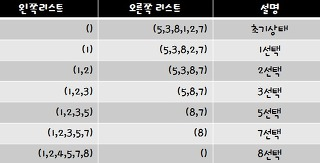 왼쪽리스트 오른쪽 리스트 설명
() (5,3,8,1,2,7) 초기상태
(1) (5,3,8,2,7) 1선택
(1,2) (5,3,8,7) 2선택
(1,2,3) (5,8,7) 3선택
(1,2,3,5) (8,7) 5선택
(1,2,3,5,7) (8) 7선택
(1,2,4,5,7,8) () 8선택